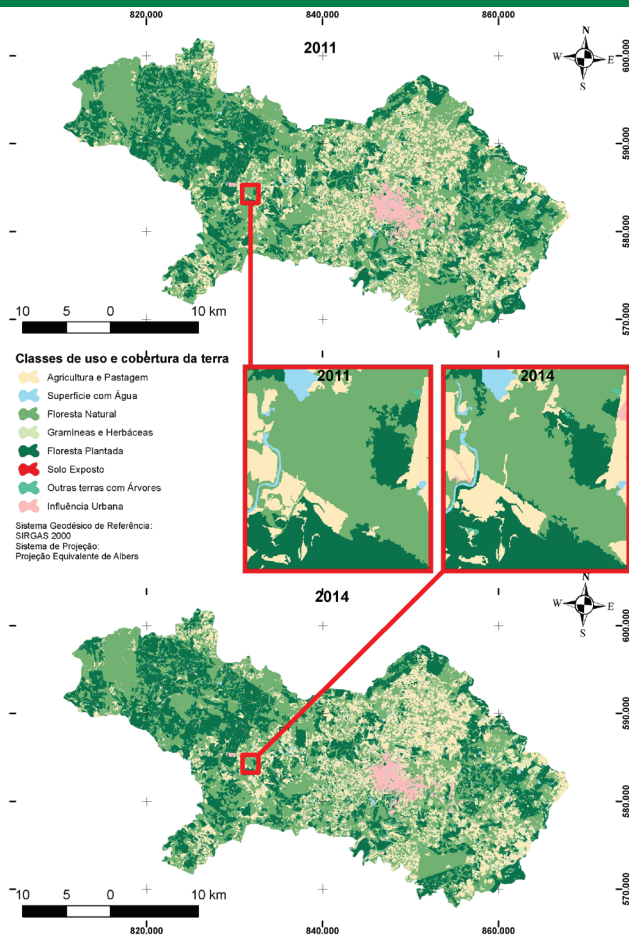 820.000 840.000 860.000
2011
N
W E
S
600.000
590.000
580.000
570.000
10 5 0 10 km
Classes de uso e cobertura da terra
Agricultura e Pastagem
Superfície com Água
Floresta Natural
Gramíneas e Herbáceas
Floresta Plantada
Solo Exposto
Outras terras com Árvores
Influência Urbana
Sistema Geodésico de Referência:
SIRGAS 2000
Sistema de Projeção:
Projeção Equivalente de Albers
2011
2014
2014
N
W E
S
600.000
590.000
580.000
570.000
10 5 0 10 km
820.000 840.000 860.000